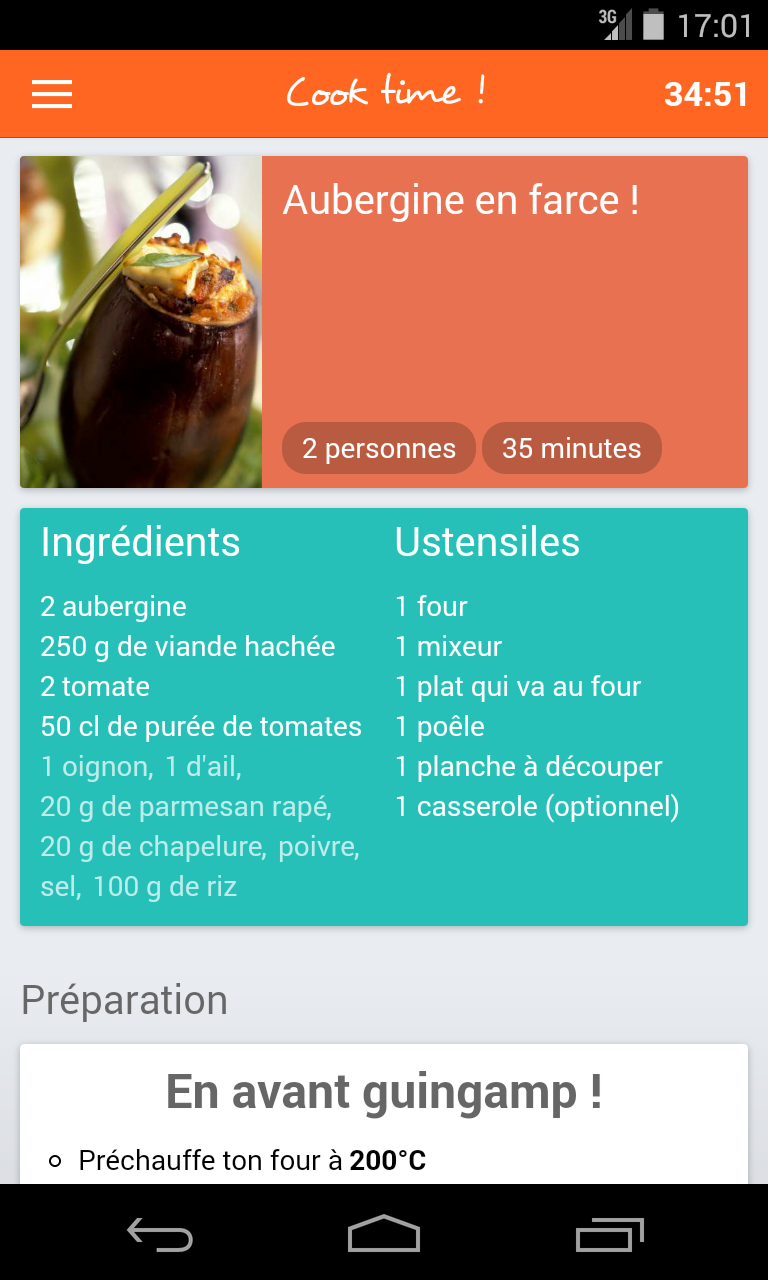 3G 17:01
Cook time ! 34:51
Aubergine en farce !
2 personnes 35 minutes
Ingrédients
2 aubergine
250 g de viande hachée
2 tomate
50 cl de purée de tomates
1 oignon, 1 d'ail,
20 g de parmesan rapé,
20 g de chapelure, poivre,
sel, 100 g de riz
Ustensiles
1 four
1 mixeur
1 plat qui va au four
1 poêle
1 planche à découper
1 casserole (optionnel)
Préparation
En avant guingamp !
Préchauffe ton four à 200°C